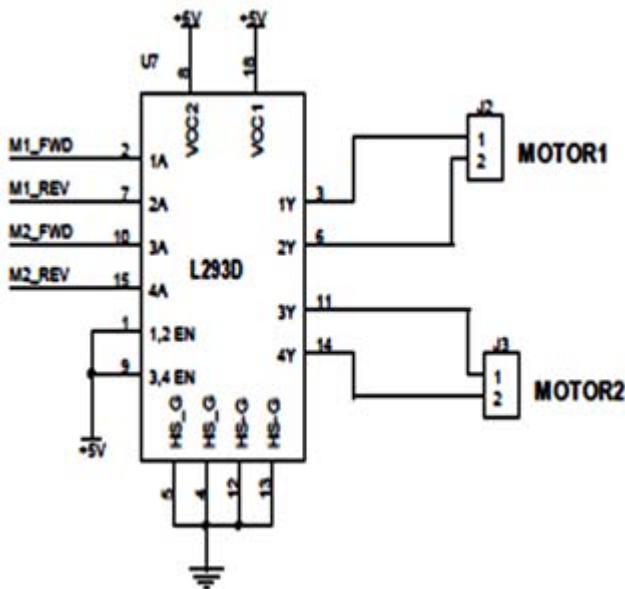 +5V +5V
U7
8 16
VCC2 VCC1
J2
M1_FWD 2 1A
1 MOTOR1
2
M1_REV 7 2A
1Y 3
M2_FWD 10 3A
2Y 6
L293D
M2_REV 15 4A
3Y 11
1 1,2 EN
4Y 14
J3
9 3,4 EN
1 MOTOR2
2
HS_G HS_G HS-G HS-G
+5V
5 4 12 13